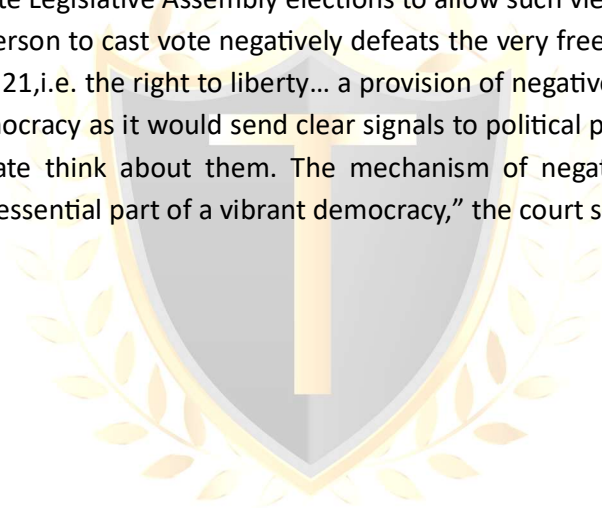 te Legislative Assembly elections to allow such vie
erson to cast vote negatively defeats the very free
21,i.e. the right to liberty... a provision of negative
nocracy as it would send clear signals to political p
ate think about them. The mechanism of negat
essential part of a vibrant democracy,” the court s